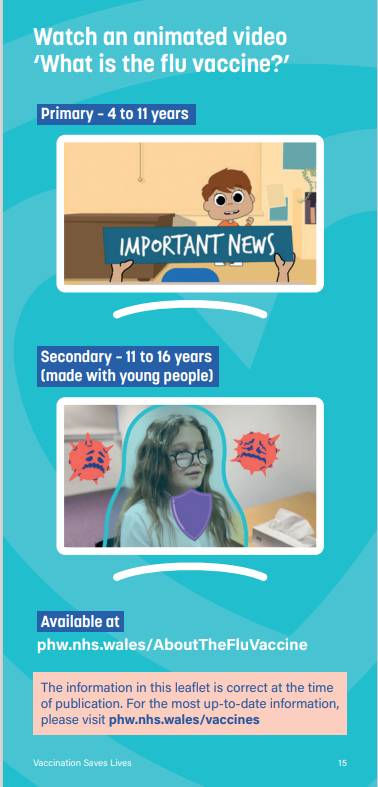 Watch an animated video
‘What is the flu vaccine?’
Primary – 4 to 11 years
IMPORTANT NEWS
Secondary – 11 to 16 years
(made with young people)
Available at
phw.nhs.wales/AboutTheFluVaccine
The information in this leaflet is correct at the time
of publication. For the most up-to-date information,
please visit phw.nhs.wales/vaccines
Vaccination Saves Lives
15